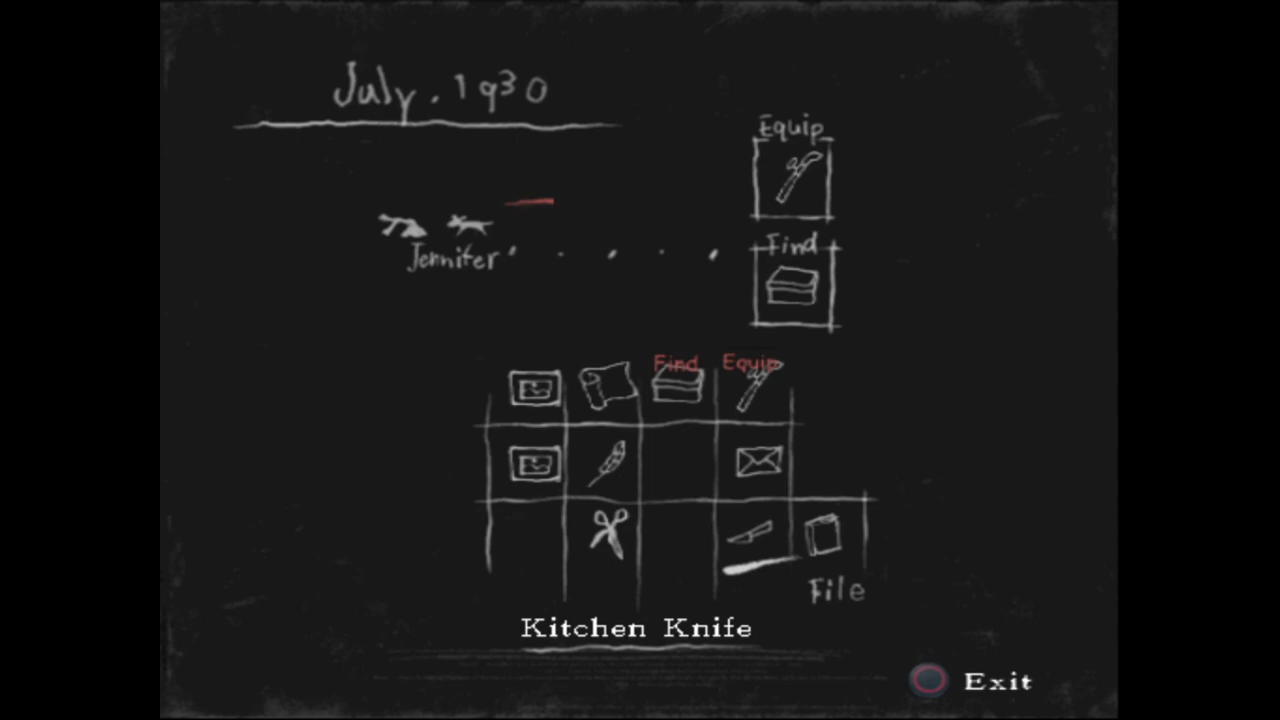 July. 1930
Equip
Jennifer
Find
Find Equip
File
Kitchen Knife
Exit